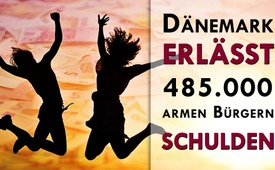 DÄNEMARK
ERLÄSST
485.000
ARMEN BÜRGERN
SCHULDEN